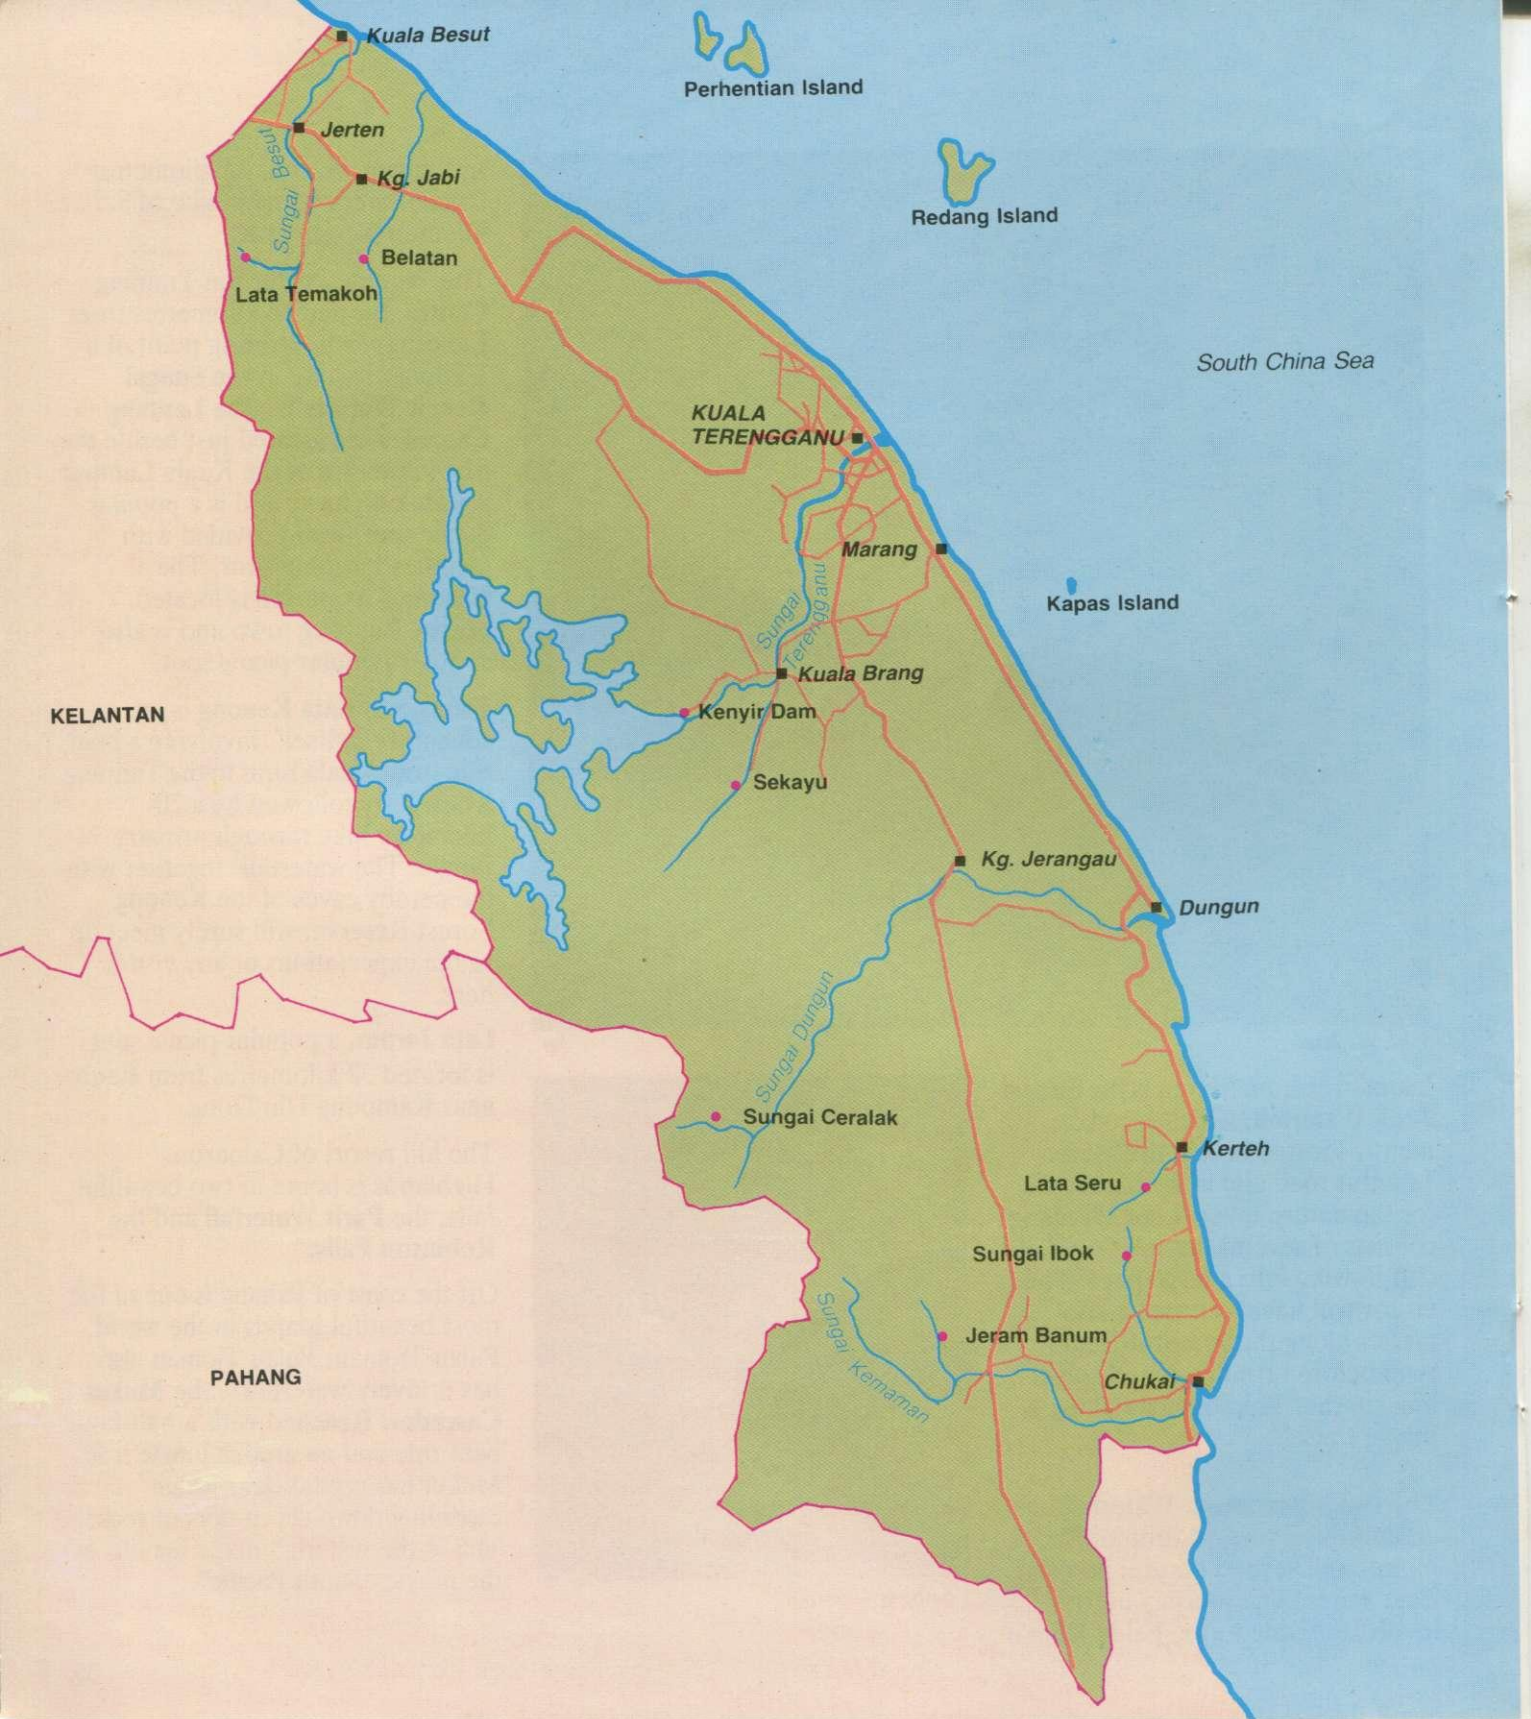 Kuala Besut
Perhentian Island
Jerten
Sungai Besut
Kg. Jabi
Redang Island
Belatan
Lata Temakoh
South China Sea
KUALA
TERENGGANU
Marang
Kapas Island
Sungai
Terengganu
Kuala Brang
KELANTAN
Kenyir Dam
Sekayu
Kg. Jerangau
Dungun
Sungai Dungun
Sungai Ceralak
Kerteh
Lata Seru
Sungai Ibok
Sungai Kemaman
Jeram Banum
PAHANG
Chukai